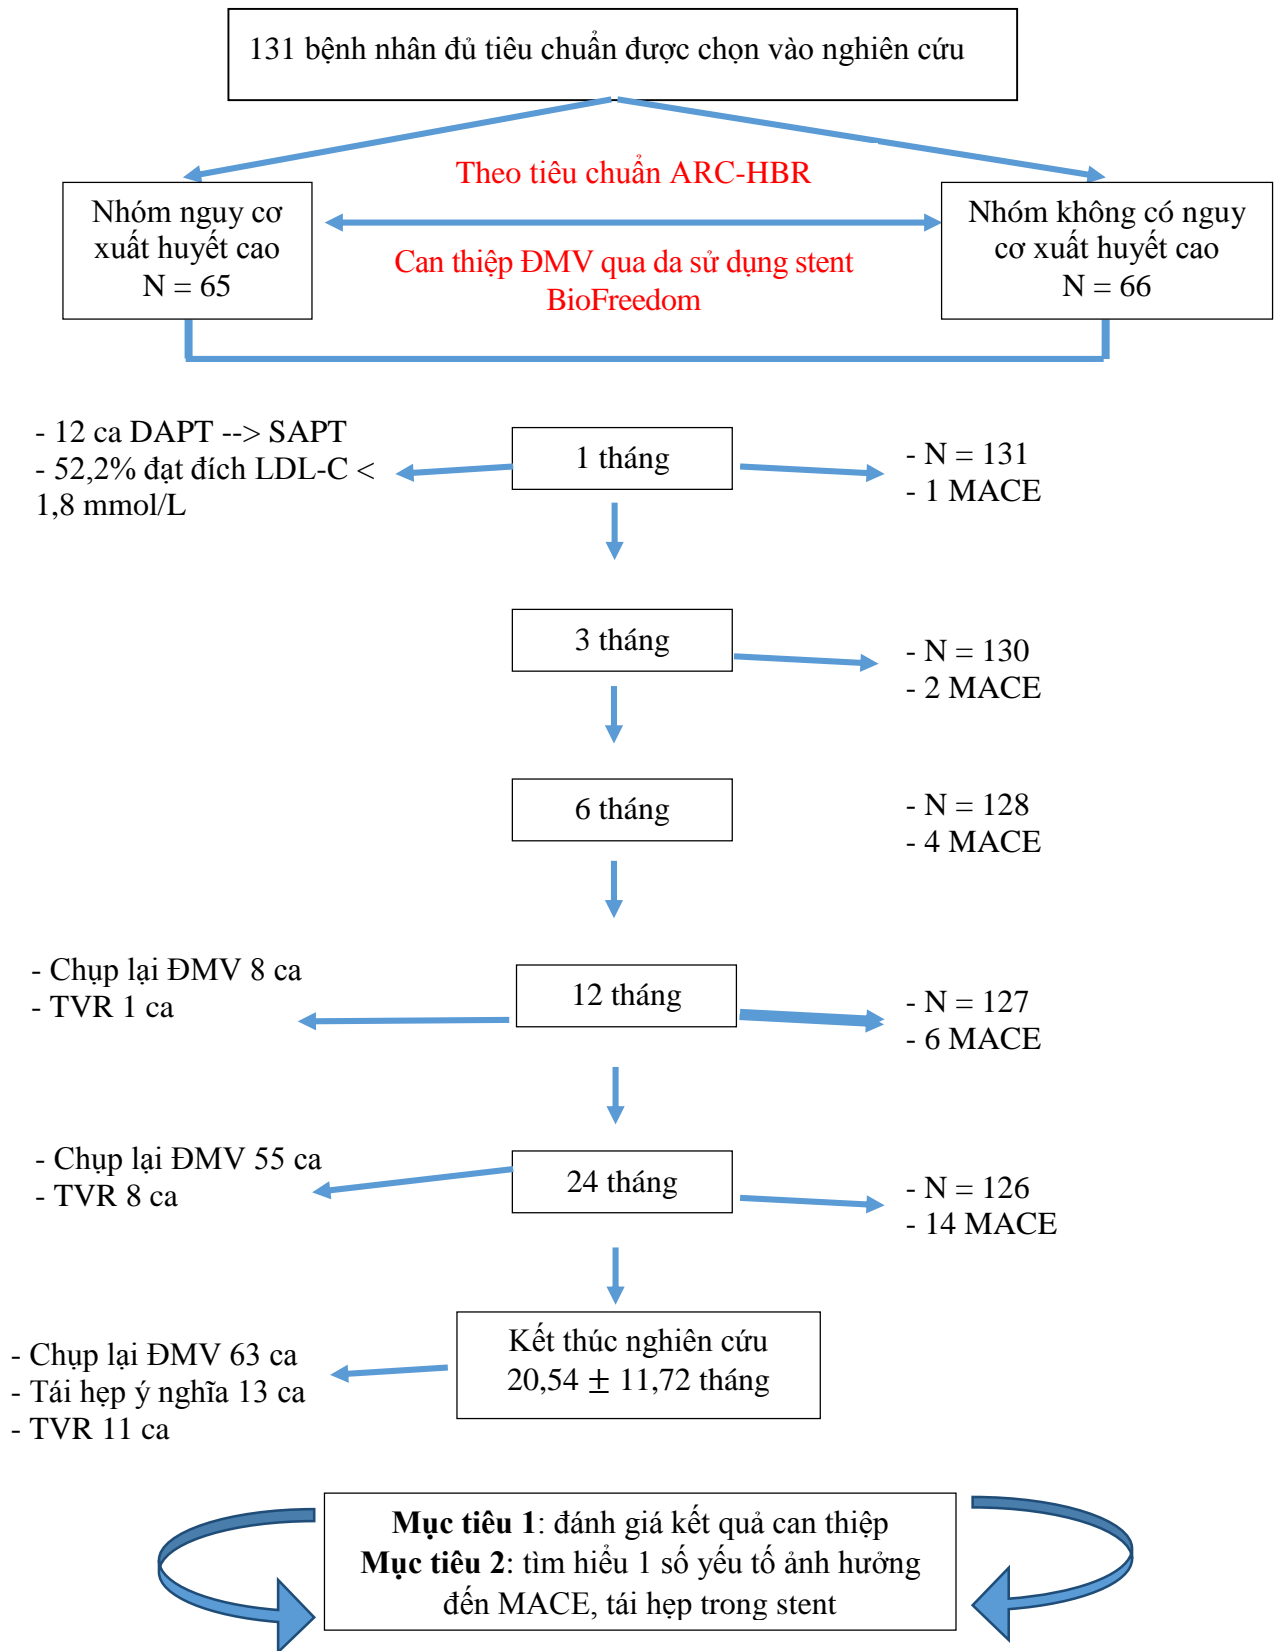 131 bệnh nhân đủ tiêu chuẩn được chọn vào nghiên cứu
Theo tiêu chuẩn ARC-HBR
Nhóm nguy cơ
xuất huyết cao
N = 65
Can thiệp ĐMV qua da sử dụng stent
BioFreedom
Nhóm không có nguy
cơ xuất huyết cao
N = 66
- 12 ca DAPT --> SAPT
- 52,2% đạt đích LDL-C <
1,8 mmol/L
1 tháng
- N = 131
- 1 MACE
3 tháng
- N = 130
- 2 MACE
6 tháng
- N = 128
- 4 MACE
- Chụp lại ĐMV 8 ca
- TVR 1 ca
12 tháng
- N = 127
- 6 MACE
- Chụp lại ĐMV 55 ca
- TVR 8 ca
24 tháng
- N = 126
- 14 MACE
Kết thúc nghiên cứu
20,54 ± 11,72 tháng
- Chụp lại ĐMV 63 ca
- Tái hẹp ý nghĩa 13 ca
- TVR 11 ca
Mục tiêu 1: đánh giá kết quả can thiệp
Mục tiêu 2: tìm hiểu 1 số yếu tố ảnh hưởng
đến MACE, tái hẹp trong stent